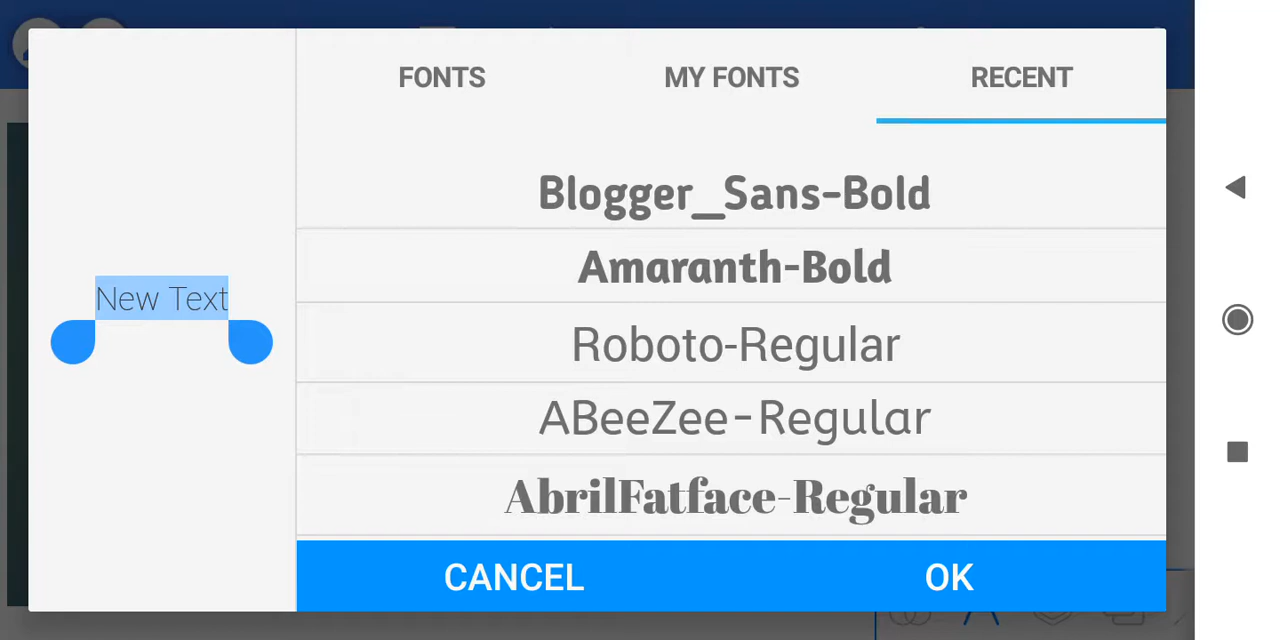 FONTS
MY FONTS
RECENT
New Text
Blogger_Sans-Bold
Amaranth-Bold
Roboto-Regular
ABeeZee-Regular
AbrilFatface-Regular
CANCEL
OK